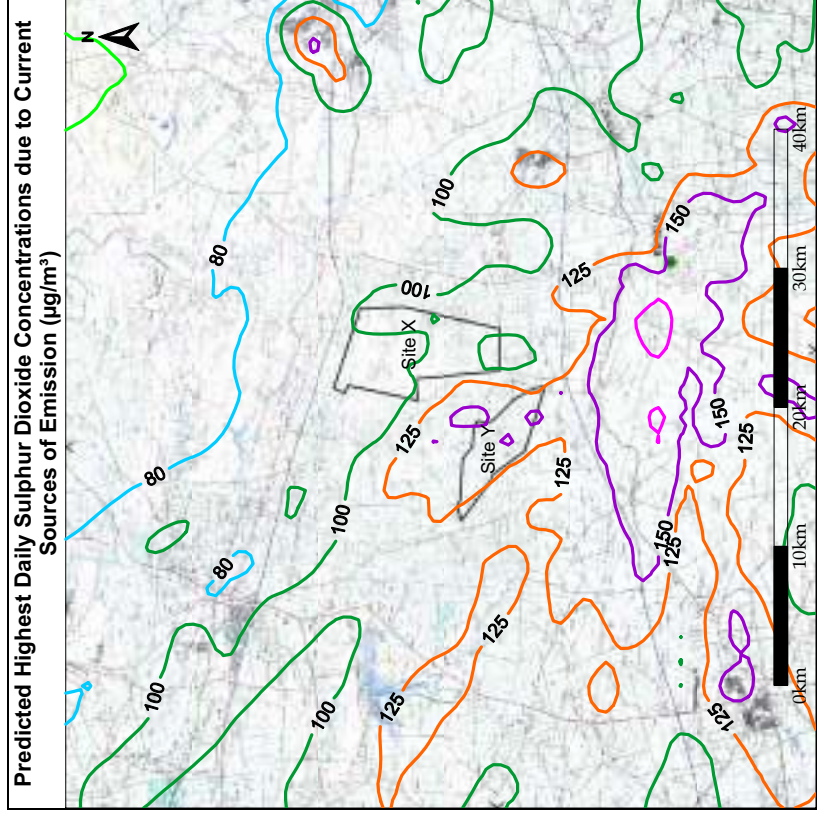 Predicted Highest Daily Sulphur Dioxide Concentrations due to Current
Sources of Emission (µg/m³)
N
80
80
80
100
100
100
100
100
100
125
125
125
125
125
125
125
125
150
150
150
Site X
Site Y
0km
10km
20km
30km
40km